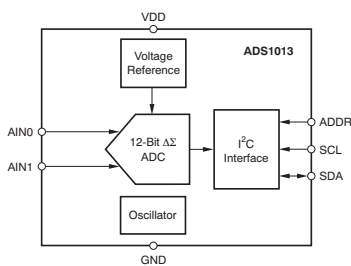 VDD
ADS1013
Voltage
Reference
AIN0
AIN1
12-Bit ΔΣ
ADC
I²C
Interface
ADDR
SCL
SDA
Oscillator
GND